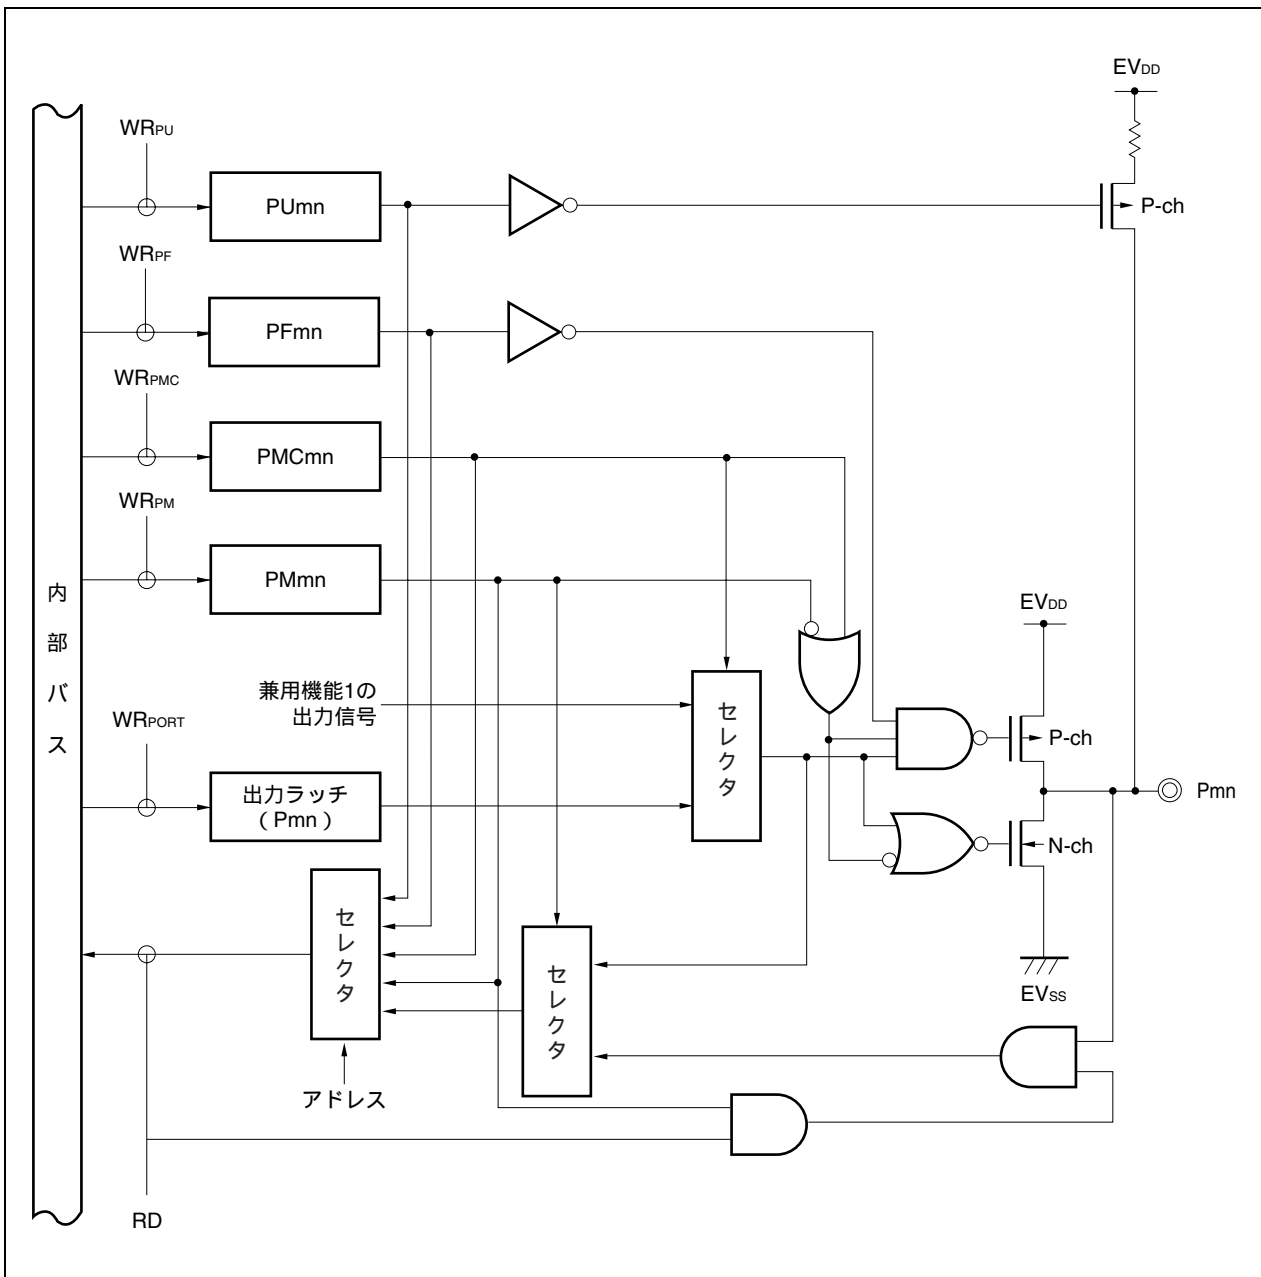 EVDD
WRPU
PUmn
P-ch
WRPF
PFmn
WRPMC
PMCmn
WRPM
PMmn
内部バス
EVDD
兼用機能1の
出力信号
セレクタ
WRPORT
P-ch
出力ラッチ
(Pmn)
Pmn
N-ch
セレクタ
セレクタ
EVSS
アドレス
RD